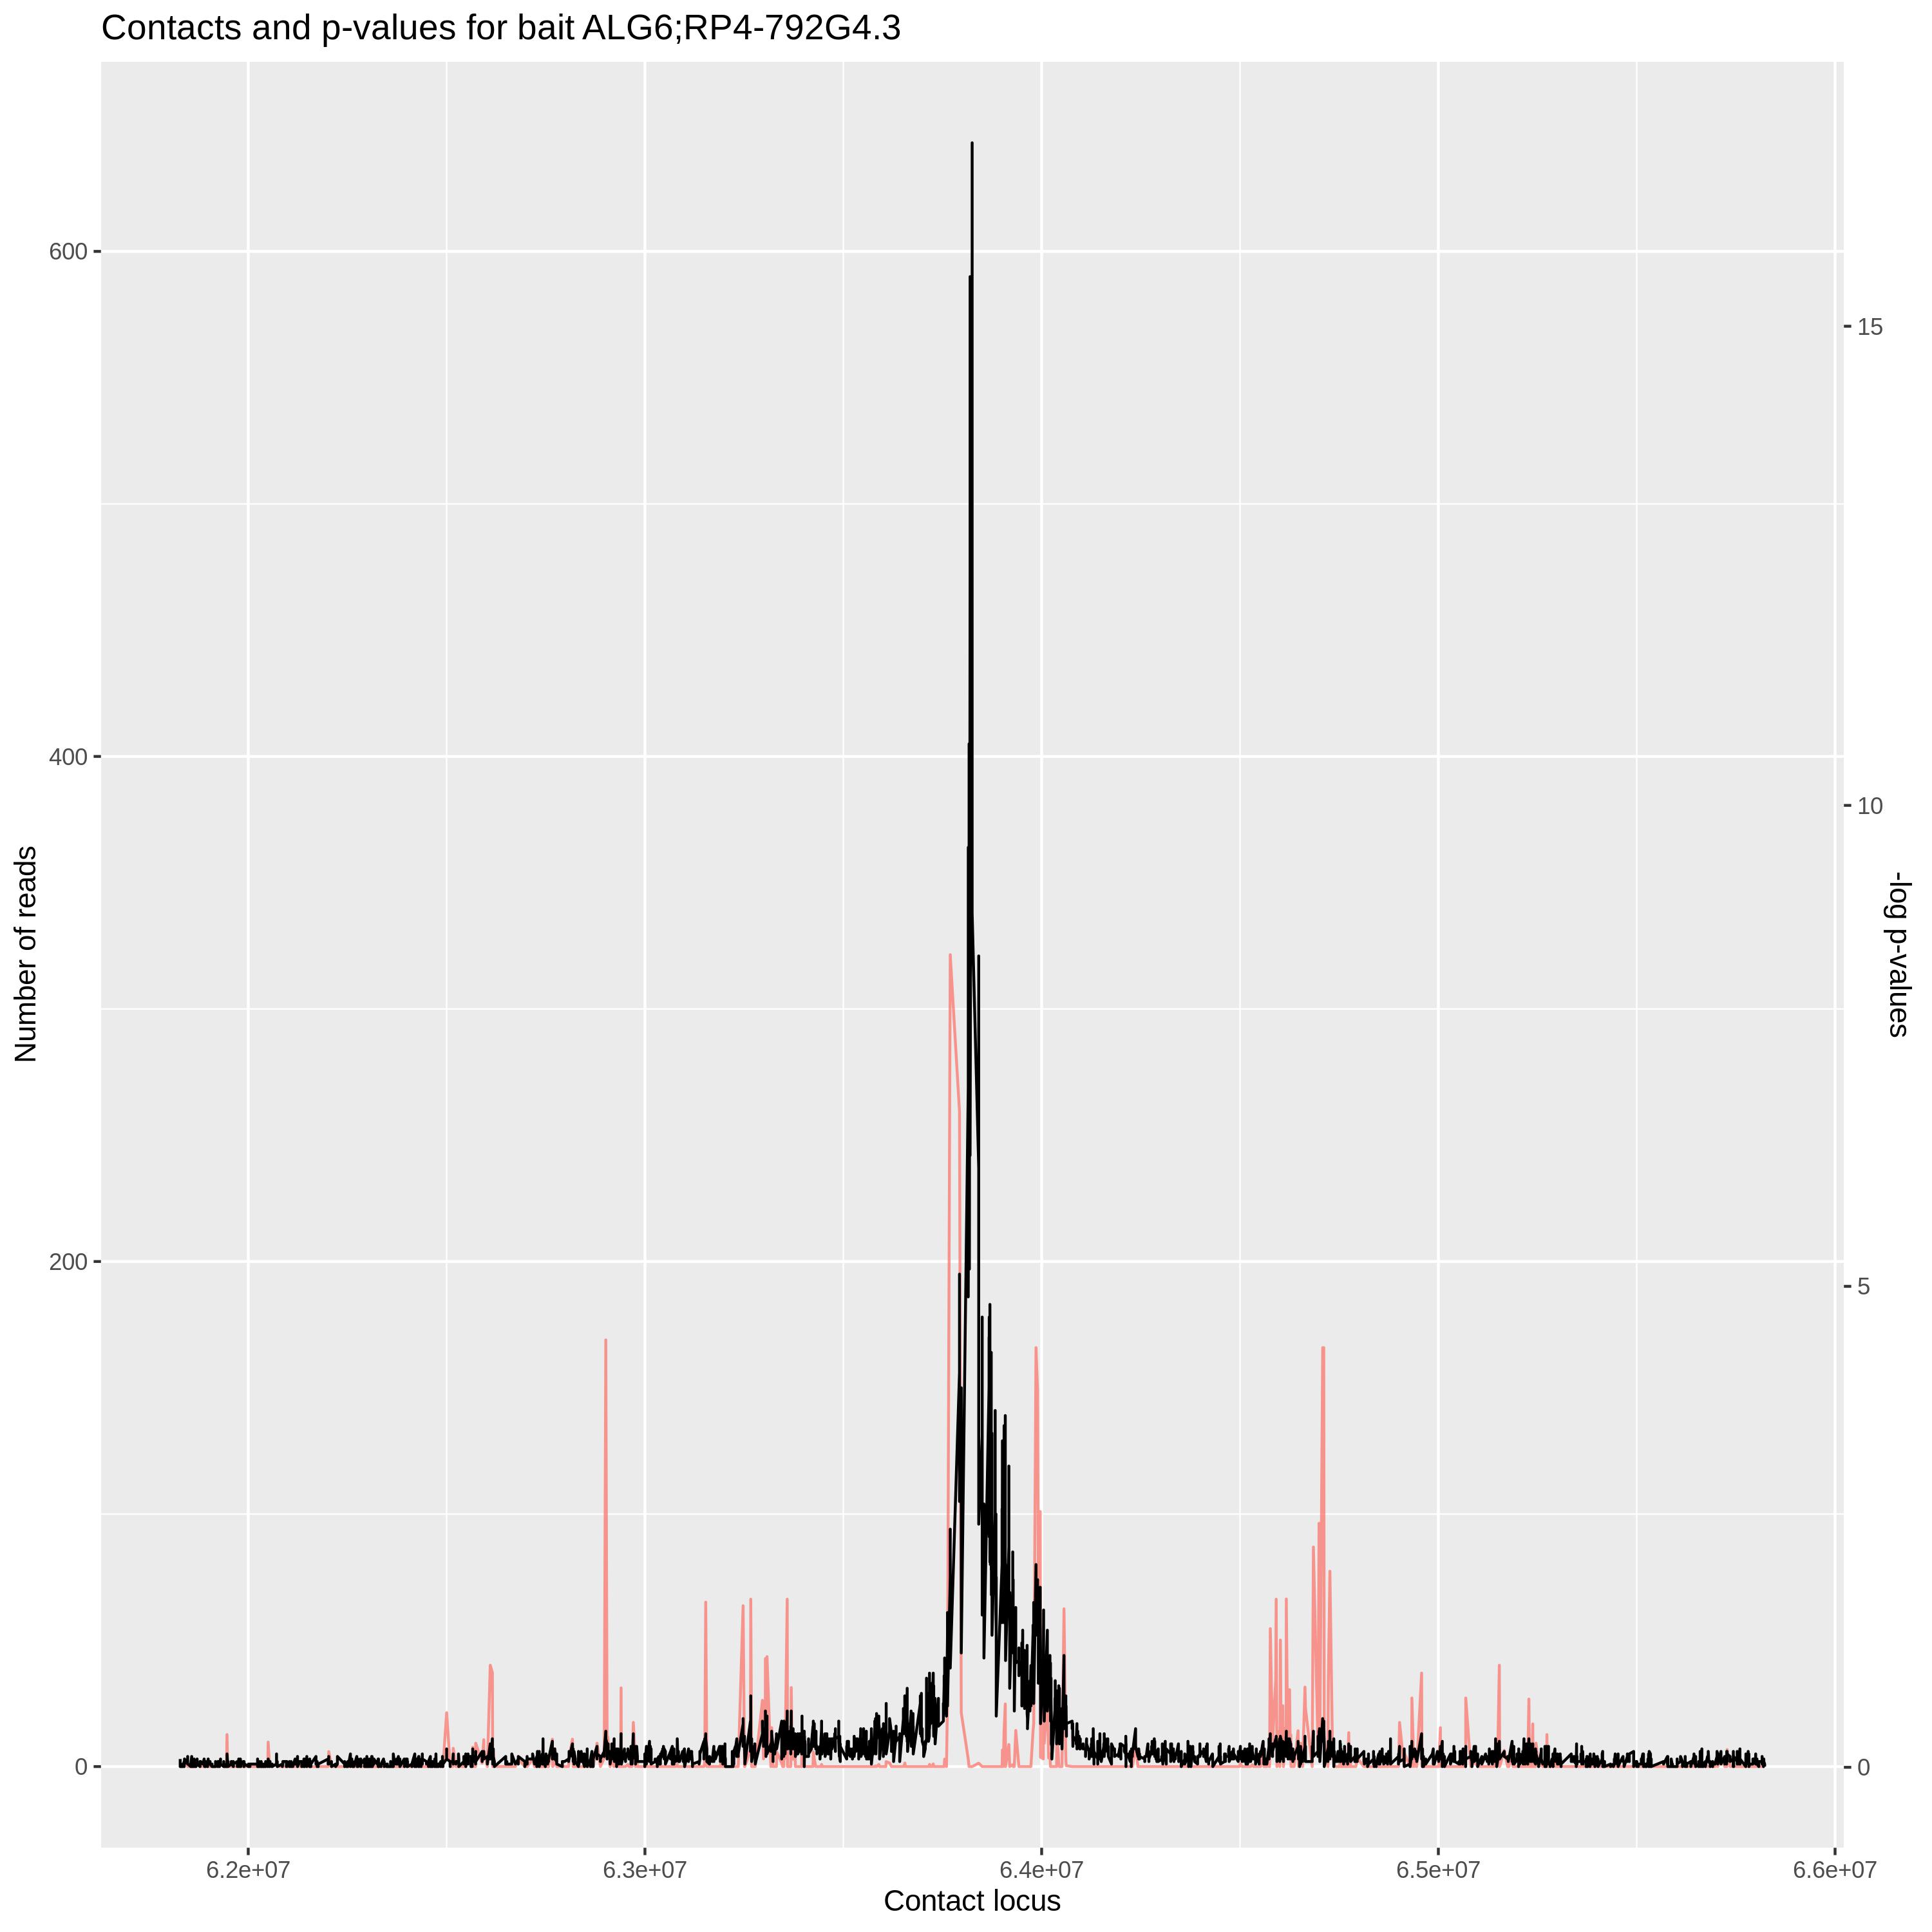 Contacts and p-values for bait ALG6;RP4-792G4.3
Number of reads
600
400
200
0
15
10
5
0
-log p-values
6.2e+07
6.3e+07
6.4e+07
6.5e+07
6.6e+07
Contact locus